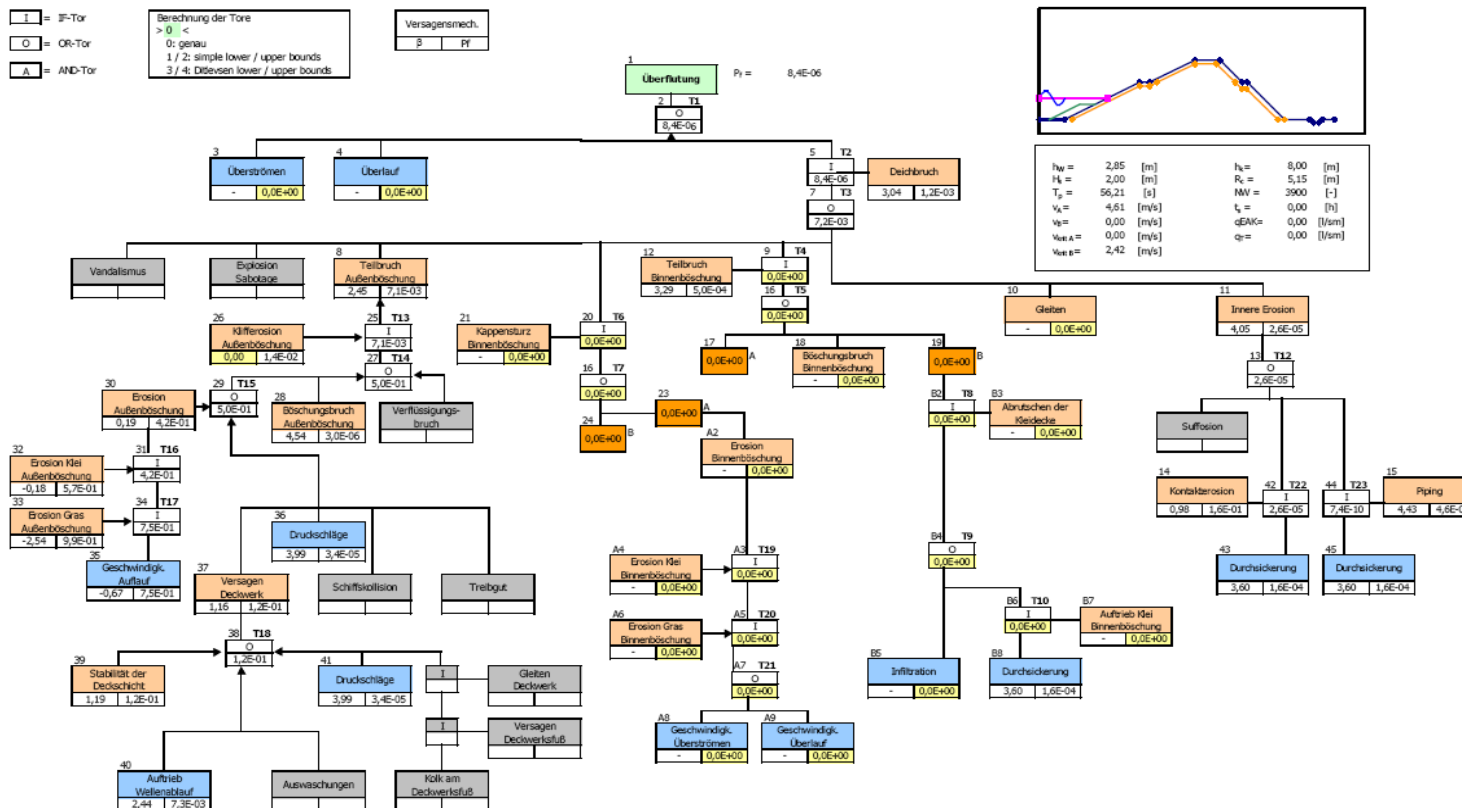 I = IF-Tor
O = OR-Tor
A = AND-Tor
Berechnung der Tore
> 0 <
0: genau
1 / 2: simple lower / upper bounds
3 / 4: Ditlevsen lower / upper bounds
Versagensmech.
β Pf
1
Überflutung
Pf = 8,4E-06
2 T1
O
8,4E-06
3
Überströmen
- 0,0E+00
4
Überlauf
- 0,0E+00
5 T2
I
8,4E-06
Deichbruch
3,04 1,2E-03
7 T3
O
7,2E-03
hW = 2,85 [m]
2,00 [m]
Tp = 56,21 [s]
vA = 4,61 [m/s]
vB = 0,00 [m/s]
vkrit A = 0,00 [m/s]
vkrit B = 2,42 [m/s]
hk = 8,00 [m]
Rc = 5,15 [m]
NW = 3900 [-]
0,00 [h]
qEAK= 0,00 [l/sm]
qT= 0,00 [l/sm]
Vandalismus
Explosion
Sabotage
8
Teilbruch
Außenböschung
2,45 7,1E-03
12
Teilbruch
Binnenböschung
3,29 5,0E-04
9 T4
I
0,0E+00
16 T5
O
0,0E+00
10
Gleiten
- 0,0E+00
11
Innere Erosion
4,05 2,6E-05
26
Klifferosion
Außenböschung
0,00 1,4E-02
25 T13
I
7,1E-03
27 T14
O
5,0E-01
21
Kappensturz
Binnenböschung
- 0,0E+00
20 T6
I
0,0E+00
16 T7
O
0,0E+00
17
0,0E+00 A
18
Böschungsbruch
Binnenböschung
- 0,0E+00
19
0,0E+00 B
13 T12
O
2,6E-05
30
Erosion
Außenböschung
0,19 4,2E-01
29 T15
O
5,0E-01
28
Böschungsbruch
Außenböschung
4,54 3,0E-06
Verflüssigungs-
bruch
24
0,0E+00 B
23
0,0E+00 A
B2 T8
I
0,0E+00
B3
Abrutschen der
Kleidecke
- 0,0E+00
Suffosion
32
Erosion Klei
Außenböschung
-0,18 5,7E-01
31 T16
I
4,2E-01
A2
Erosion
Binnenböschung
- 0,0E+00
33
Erosion Gras
Außenböschung
-2,54 9,9E-01
34 T17
I
7,5E-01
14
Kontakterosion
0,98 1,6E-01
42 T22
I
2,6E-05
44 T23
I
7,4E-10
15
Piping
4,43 4,6E-0
35
Geschwindigk.
Auflauf
-0,67 7,5E-01
36
Druckschläge
3,99 3,4E-05
37
Versagen
Deckwerk
1,16 1,2E-01
Schiffskollision
Treibgut
A4
Erosion Klei
Binnenböschung
- 0,0E+00
A3 T19
I
0,0E+00
B4 T9
O
0,0E+00
43
Durchsickerung
3,60 1,6E-04
45
Durchsickerung
3,60 1,6E-04
A6
Erosion Gras
Binnenböschung
- 0,0E+00
A5 T20
I
0,0E+00
B6 T10
I
0,0E+00
B7
Auftrieb Klei
Binnenböschung
- 0,0E+00
38 T18
O
1,2E-01
39
Stabilität der
Deckschicht
1,19 1,2E-01
41
Druckschläge
3,99 3,4E-05
I
Gleiten
Deckwerk
A7 T21
O
0,0E+00
B5
Infiltration
- 0,0E+00
B8
Durchsickerung
3,60 1,6E-04
I
Versagen
Deckwerksfuß
A8
Geschwindigk.
Überströmen
- 0,0E+00
A9
Geschwindigk.
Überlauf
- 0,0E+00
40
Auftrieb
Wellenablauf
2,44 7,3E-03
Auswaschungen
Kolk am
Deckwerksfuß